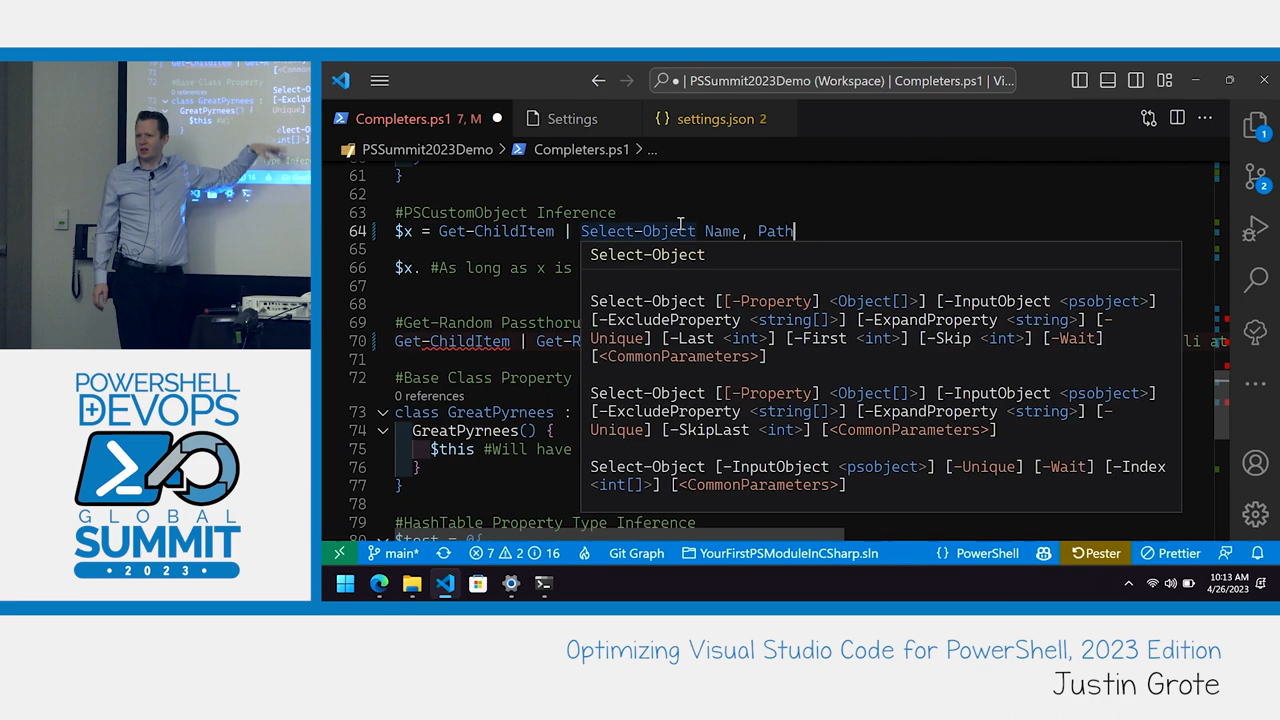 ● | PSSummit2023Demo (Workspace) | Completers.ps1 | Vi...
Completers.ps1 7, M ●
Settings
{} settings.json 2
PSSummit2023Demo > Completers.ps1 > ...
61 }
62
63 #PSCustomObject Inference
64 $x = Get-ChildItem | Select-Object Name, Path
65
66 $x. #As long as x is
67
68
69 #Get-Random Passthoru
70 Get-ChildItem | Get-R
71
72 #Base Class Property
0 references
73 class GreatPyrnees :
74 GreatPyrnees() {
75 $this #Will have
76 }
77 }
78
79 #HashTable Property Type Inference
80 $test = @{
Select-Object
Select-Object [[-Property] <Object[]>] [-InputObject <psobject>]
[-ExcludeProperty <string[]>] [-ExpandProperty <string>] [-
Unique] [-Last <int>] [-First <int>] [-Skip <int>] [-Wait]
[<CommonParameters>]
Select-Object [[-Property] <Object[]>] [-InputObject <psobject>]
[-ExcludeProperty <string[]>] [-ExpandProperty <string>] [-
Unique] [-SkipLast <int>] [<CommonParameters>]
Select-Object [-InputObject <psobject>] [-Unique] [-Wait] [-Index
<int[]>] [<CommonParameters>]
li at
1
2
main* 7 2 16 Git Graph YourFirstPSModuleInCSharp.sln {} PowerShell Pester Prettier
10:13 AM
4/26/2023
POWERSHELL
+DEVOPS
GLOBAL
SUMMIT
• 2023 •
Optimizing Visual Studio Code for PowerShell, 2023 Edition
Justin Grote